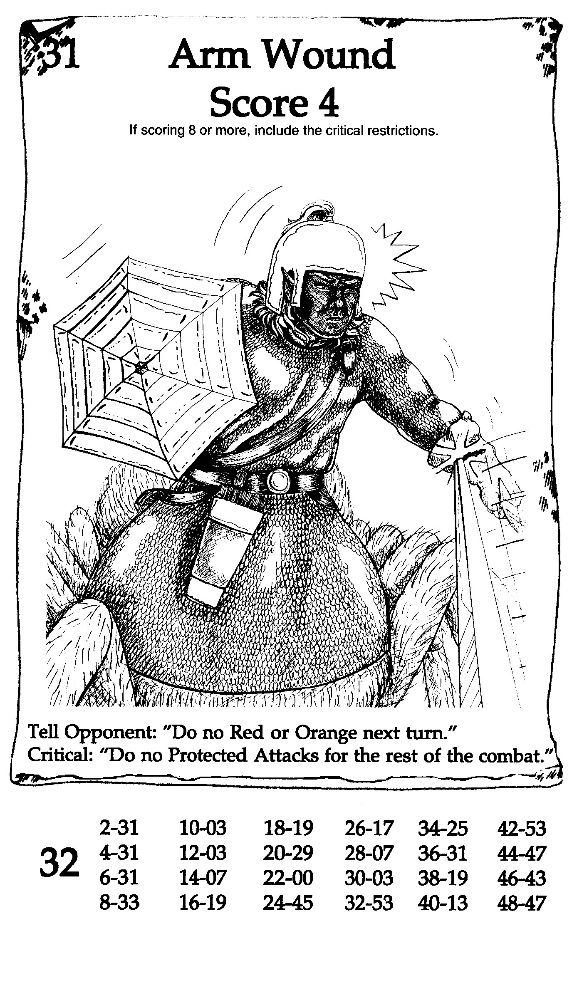 31
Arm Wound
Score 4
If scoring 8 or more, include the critical restrictions.
Tell Opponent: "Do no Red or Orange next turn."
Critical: "Do no Protected Attacks for the rest of the combat."
32
2-31 10-03 18-19 26-17 34-25 42-53
4-31 12-03 20-29 28-07 36-31 44-47
6-31 14-07 22-00 30-03 38-19 46-43
8-33 16-19 24-45 32-53 40-13 48-47